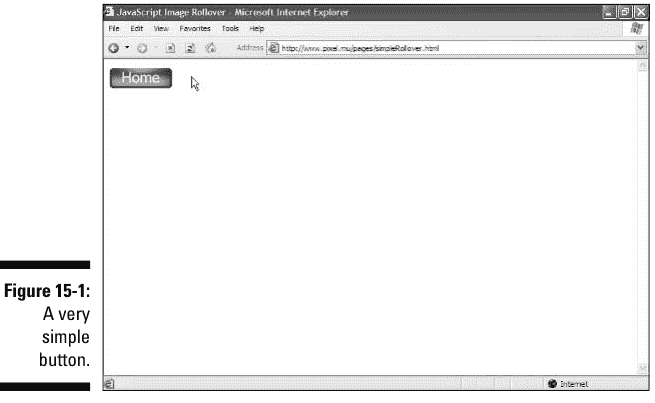 JavaScript Image Rollover - Microsoft Internet Explorer
File Edit View Favorites Tools Help
Address http://www.pixel.mu/pages/simpleRollover.html
Home
Figure 15-1:
A very
simple
button.
Internet